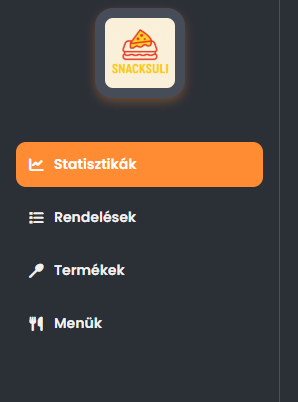 SNACKSULI
Statisztikák
Rendelések
Termékek
Menük